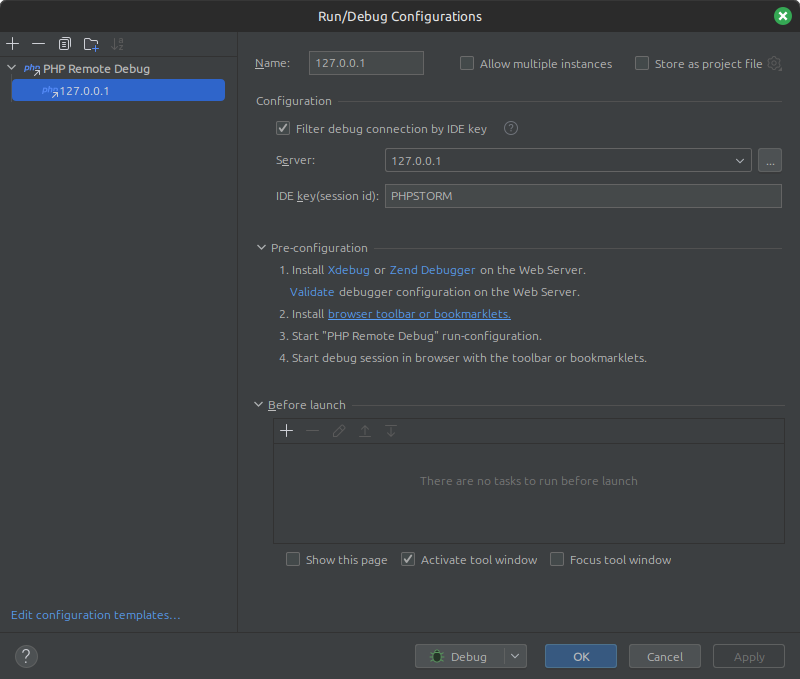 Run/Debug Configurations
php PHP Remote Debug
php 127.0.0.1
Edit configuration templates...
Name: 127.0.0.1 Allow multiple instances Store as project file
Configuration
Filter debug connection by IDE key ?
Server: 127.0.0.1 ...
IDE key(session id): PHPSTORM
Pre-configuration
1. Install Xdebug or Zend Debugger on the Web Server.
Validate debugger configuration on the Web Server.
2. Install browser toolbar or bookmarklets.
3. Start "PHP Remote Debug" run-configuration.
4. Start debug session in browser with the toolbar or bookmarklets.
Before launch
There are no tasks to run before launch
Show this page Activate tool window Focus tool window
? Debug OK Cancel Apply